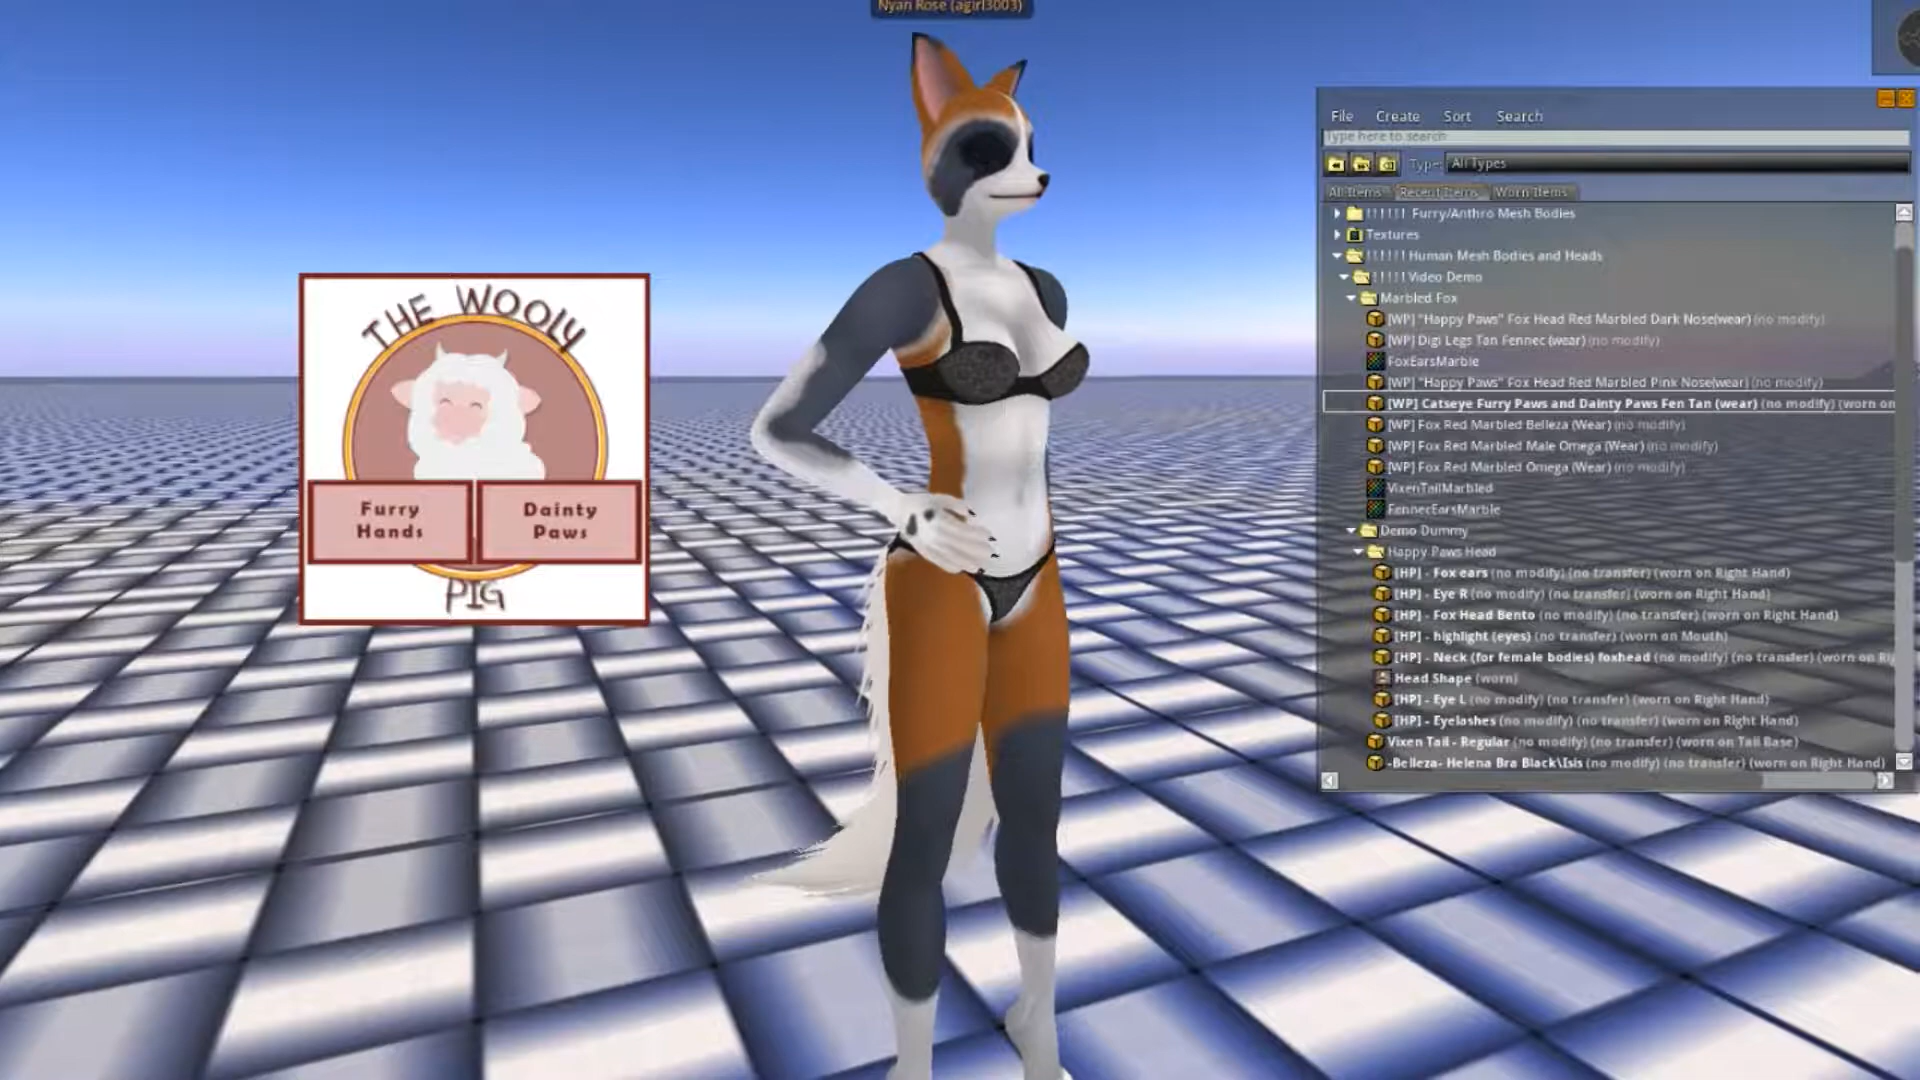 Nyan Rose (agirl3003)
THE WOOLY
Furry
Hands
Dainty
Paws
PIG
File Create Sort Search
Type here to search
Type: All Types
All Items Recent Items Worn Items
!!!!!! Furry/Anthro Mesh Bodies
Textures
!!!!!! Human Mesh Bodies and Heads
!!!!! Video Demo
Marbled Fox
[WP] "Happy Paws" Fox Head Red Marbled Dark Nose(wear) (no modify)
[WP] Digi Legs Tan Fennec (wear) (no modify)
FoxEarsMarble
[WP] "Happy Paws" Fox Head Red Marbled Pink Nose(wear) (no modify)
[WP] Catseye Furry Paws and Dainty Paws Fen Tan (wear) (no modify) (worn on
[WP] Fox Red Marbled Belleza (Wear) (no modify)
[WP] Fox Red Marbled Male Omega (Wear) (no modify)
[WP] Fox Red Marbled Omega (Wear) (no modify)
VixenTailMarbled
FennecEarsMarble
Demo Dummy
Happy Paws Head
[HP] - Fox ears (no modify) (no transfer) (worn on Right Hand)
[HP] - Eye R (no modify) (no transfer) (worn on Right Hand)
[HP] - Fox Head Bento (no modify) (no transfer) (worn on Right Hand)
[HP] - highlight (eyes) (no transfer) (worn on Mouth)
[HP] - Neck (for female bodies) foxhead (no modify) (no transfer) (worn on Ri
Head Shape (worn)
[HP] - Eye L (no modify) (no transfer) (worn on Right Hand)
[HP] - Eyelashes (no modify) (no transfer) (worn on Right Hand)
Vixen Tail - Regular (no modify) (no transfer) (worn on Tail Base)
-Belleza- Helena Bra Black\Isis (no modify) (no transfer) (worn on Right Hand)